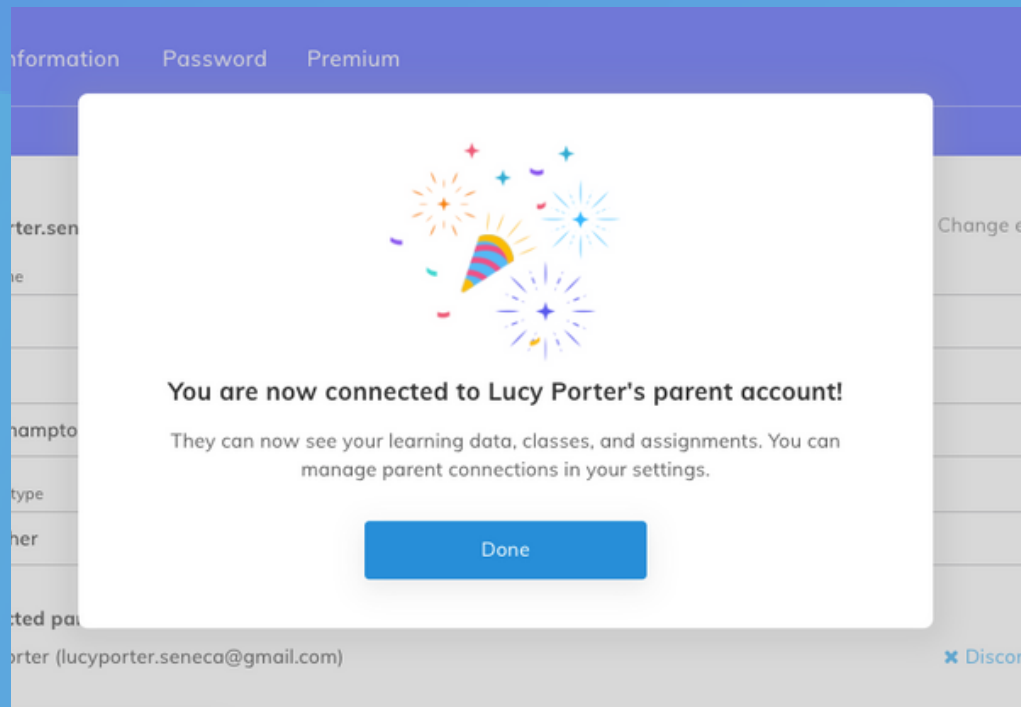 nformation Password Premium
rter.sen
Change e
ne
You are now connected to Lucy Porter's parent account!
They can now see your learning data, classes, and assignments. You can
hampto
manage parent connections in your settings.
type
her
Done
cted pa
orter (lucyporter.seneca@gmail.com)
✖ Discon